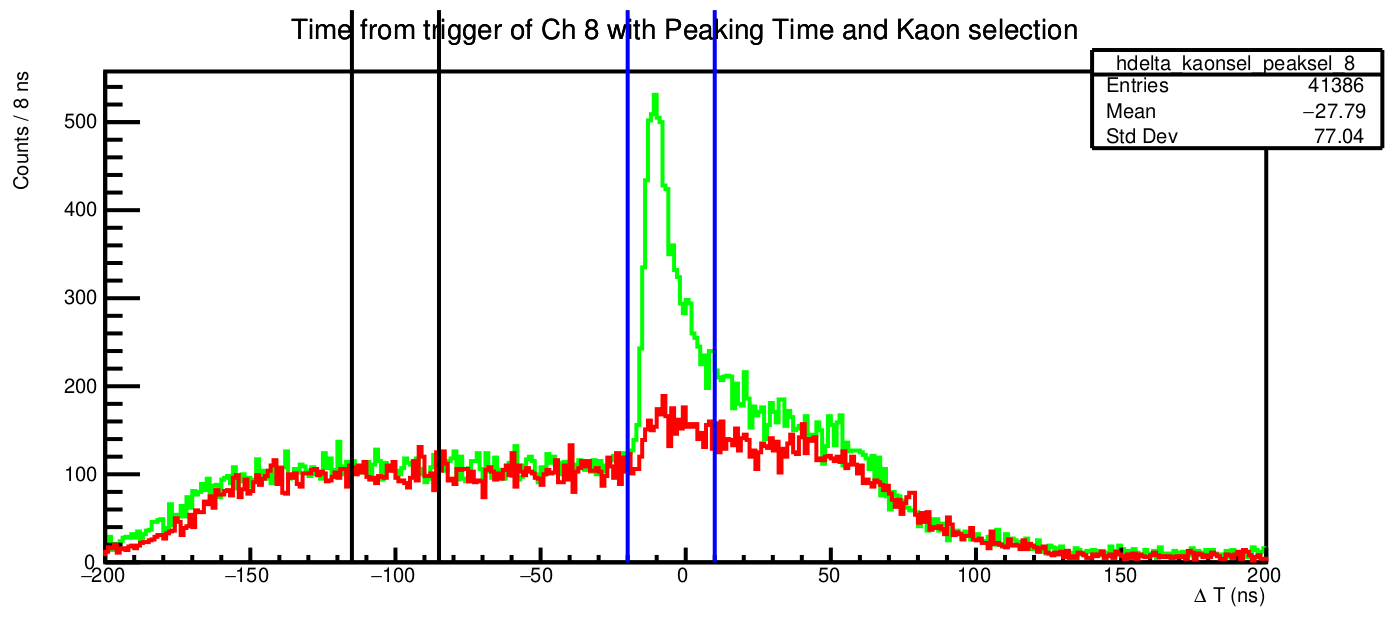 Time from trigger of Ch 8 with Peaking Time and Kaon selection
hdelta_kaonsel_peaksel_8
Entries 41386
Mean −27.79
Std Dev 77.04
Counts / 8 ns
500
400
300
200
100
0
−200 −150 −100 −50 0 50 100 150 200
Δ T (ns)